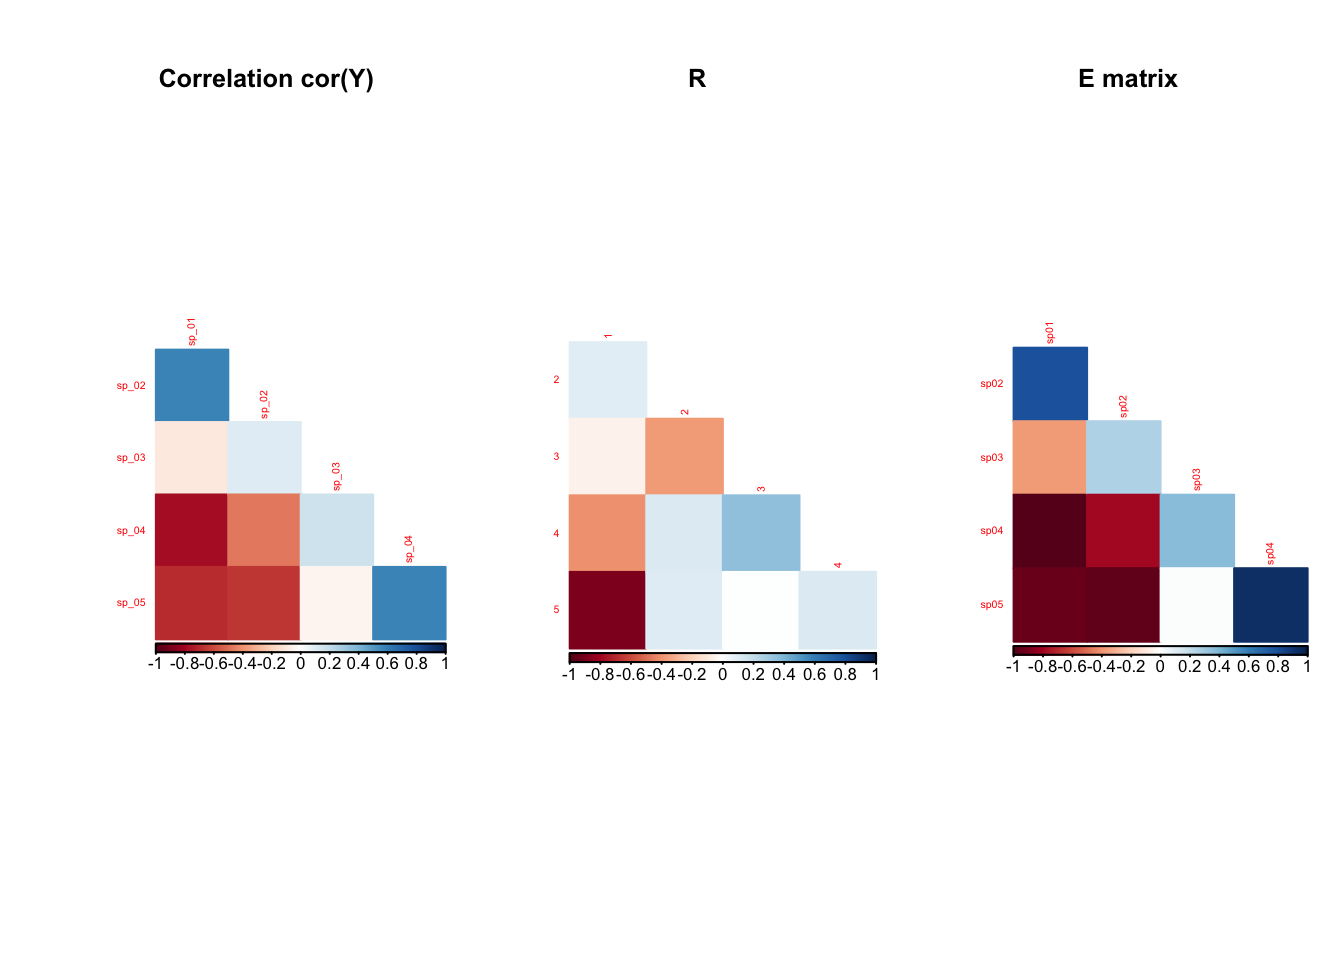 Correlation cor(Y)
sp_01
sp_02
sp_02
sp_03
sp_03
sp_04
sp_04
sp_05
-1 -0.8 -0.6 -0.4 -0.2 0 0.2 0.4 0.6 0.8 1
R
1
2
2
3
3
4
4
5
-1 -0.8 -0.6 -0.4 -0.2 0 0.2 0.4 0.6 0.8 1
E matrix
sp01
sp02
sp02
sp03
sp03
sp04
sp04
sp05
-1 -0.8 -0.6 -0.4 -0.2 0 0.2 0.4 0.6 0.8 1